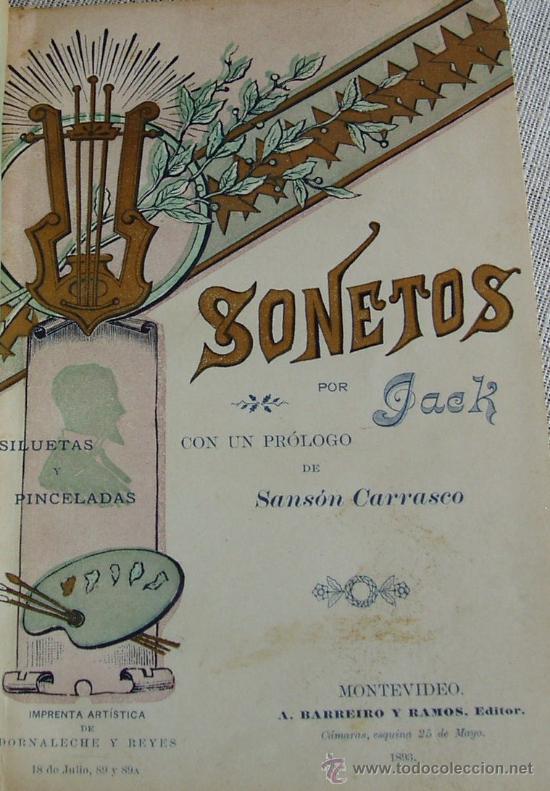 SONETOS
POR
Jack
CON UN PRÓLOGO
DE
Sansón Carrasco
SILUETAS
Y
PINCELADAS
IMPRENTA ARTÍSTICA
DE
DORNALECHE Y REYES
18 de Julio, 89 y 89A
MONTEVIDEO.
A. BARREIRO Y RAMOS, Editor.
Cámaras, esquina 25 de Mayo.
1893.
www.todocoleccion.net